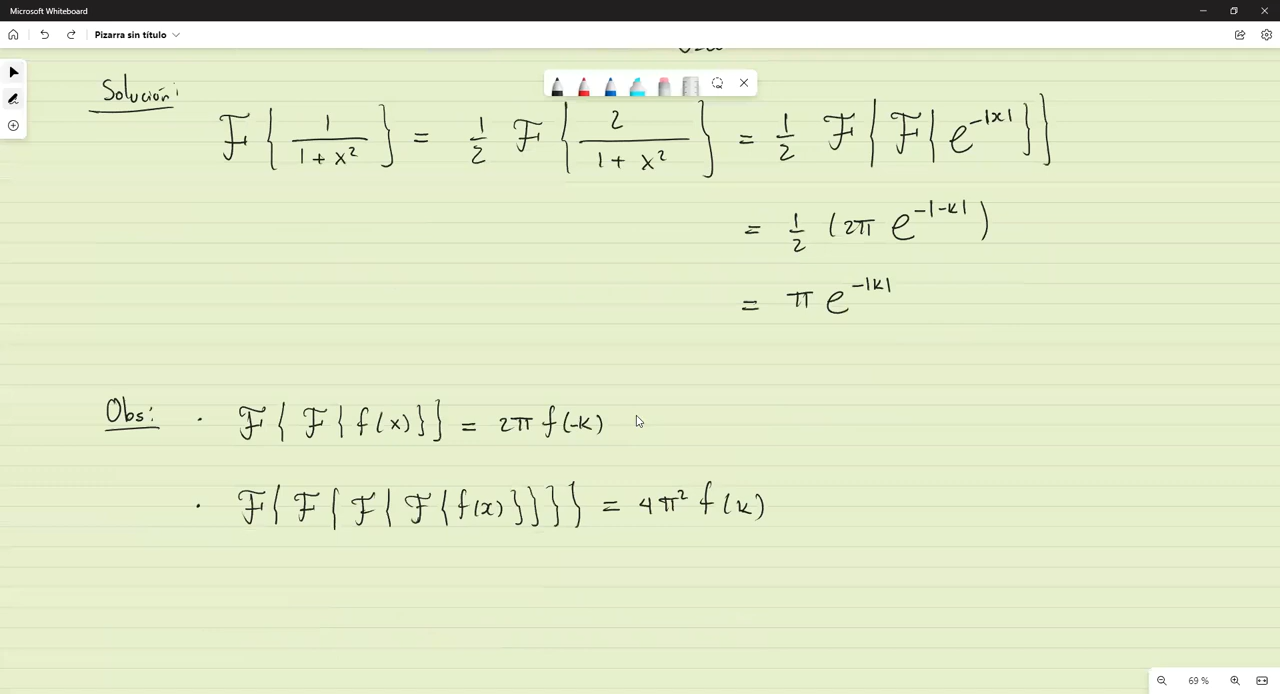 Microsoft Whiteboard
Pizarra sin título
Solución:
ℱ{ 1/(1+x²) } = 1/2 ℱ{ 2/(1+x²) } = 1/2 ℱ{ ℱ{ e^{-|x|} }}
= 1/2 (2π e^{-|-k|})
= π e^{-|k|}
Obs: · ℱ{ ℱ{ f(x) }} = 2π f(-k)
· ℱ{ ℱ{ ℱ{ ℱ{ f(x) }}}} = 4π² f(k)
69 %